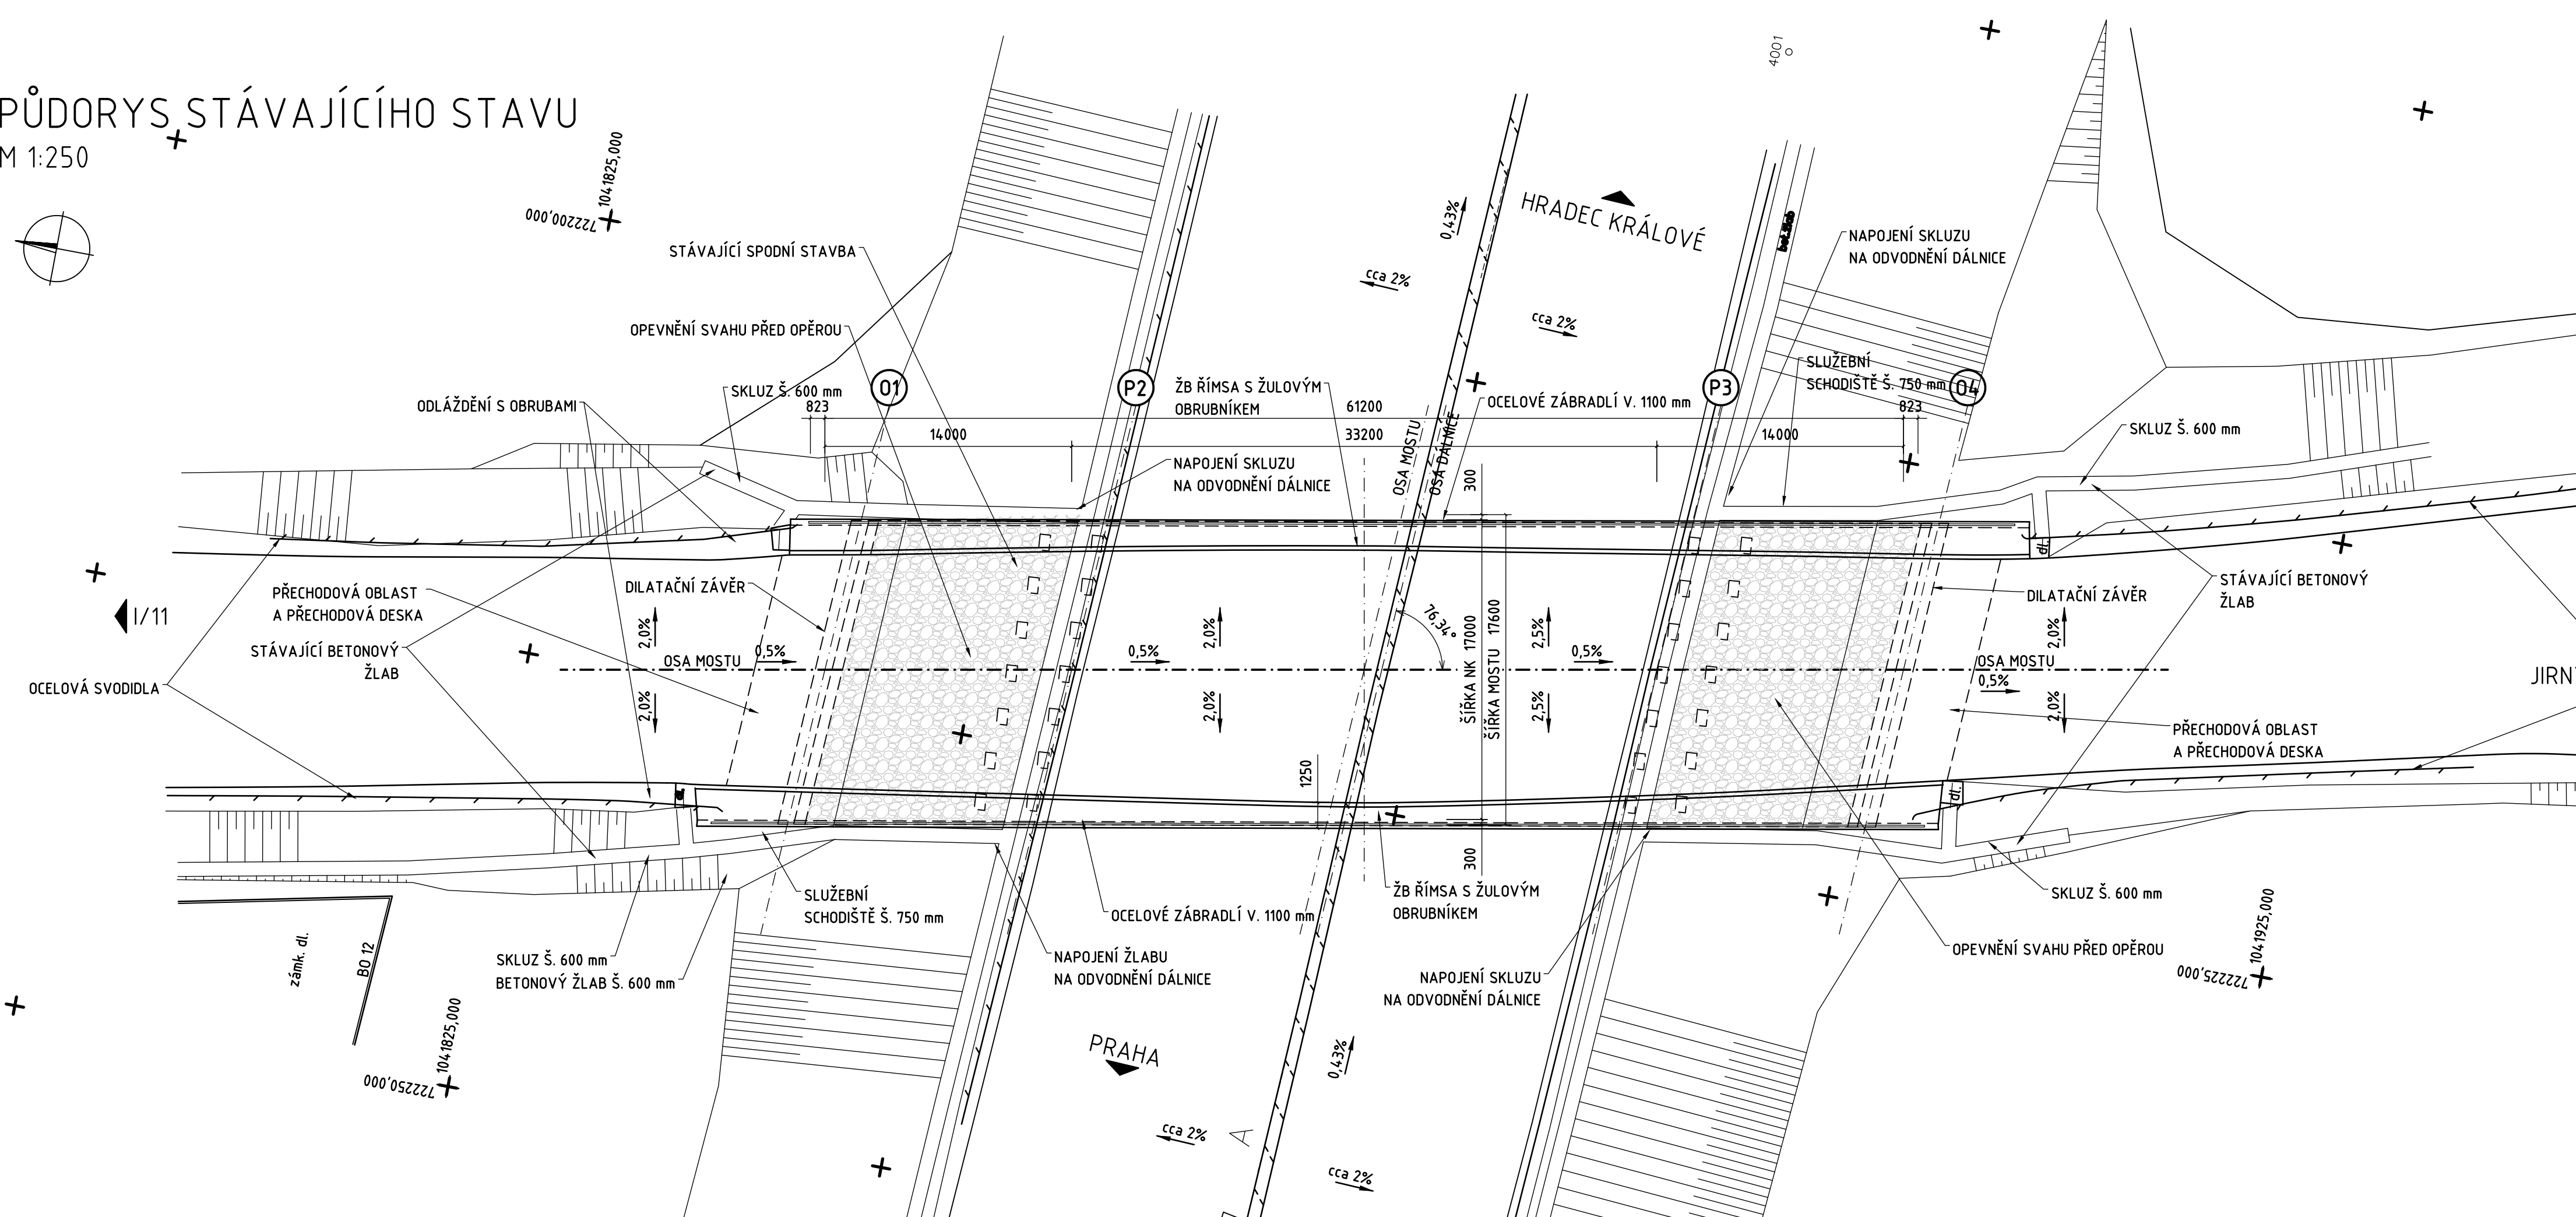 PŮDORYS STÁVAJÍCÍHO STAVU
M 1:250
4001
1041825,000
722200,000
HRADEC KRÁLOVÉ
0,43%
cca 2%
cca 2%
bet.žlab
NAPOJENÍ SKLUZU
NA ODVODNĚNÍ DÁLNICE
STÁVAJÍCÍ SPODNÍ STAVBA
OPEVNĚNÍ SVAHU PŘED OPĚROU
SLUŽEBNÍ
SCHODIŠTĚ Š. 750 mm
O1
P2
P3
O4
ŽB ŘÍMSA S ŽULOVÝM
OBRUBNÍKEM
OCELOVÉ ZÁBRADLÍ V. 1100 mm
SKLUZ Š. 600 mm
ODLÁŽDĚNÍ S OBRUBAMI
823
61200
823
14000
33200
14000
SKLUZ Š. 600 mm
OSA MOSTU
OSA DÁLNICE
NAPOJENÍ SKLUZU
NA ODVODNĚNÍ DÁLNICE
300
dl.
PŘECHODOVÁ OBLAST
A PŘECHODOVÁ DESKA
DILATAČNÍ ZÁVĚR
STÁVAJÍCÍ BETONOVÝ
ŽLAB
DILATAČNÍ ZÁVĚR
I/11
2,0%
2,0%
76,34°
2,5%
2,0%
STÁVAJÍCÍ BETONOVÝ
ŽLAB
OSA MOSTU
0,5%
0,5%
0,5%
OSA MOSTU
0,5%
OCELOVÁ SVODIDLA
JIRN
2,0%
2,0%
ŠÍŘKA NK 17000
ŠÍŘKA MOSTU 17600
2,5%
2,0%
PŘECHODOVÁ OBLAST
A PŘECHODOVÁ DESKA
1250
dl.
300
SLUŽEBNÍ
SCHODIŠTĚ Š. 750 mm
OCELOVÉ ZÁBRADLÍ V. 1100 mm
ŽB ŘÍMSA S ŽULOVÝM
OBRUBNÍKEM
SKLUZ Š. 600 mm
zámk. dl.
BO 12
SKLUZ Š. 600 mm
BETONOVÝ ŽLAB Š. 600 mm
NAPOJENÍ ŽLABU
NA ODVODNĚNÍ DÁLNICE
NAPOJENÍ SKLUZU
NA ODVODNĚNÍ DÁLNICE
OPEVNĚNÍ SVAHU PŘED OPĚROU
1041925,000
722225,000
1041825,000
722250,000
PRAHA
0,43%
cca 2%
A
cca 2%